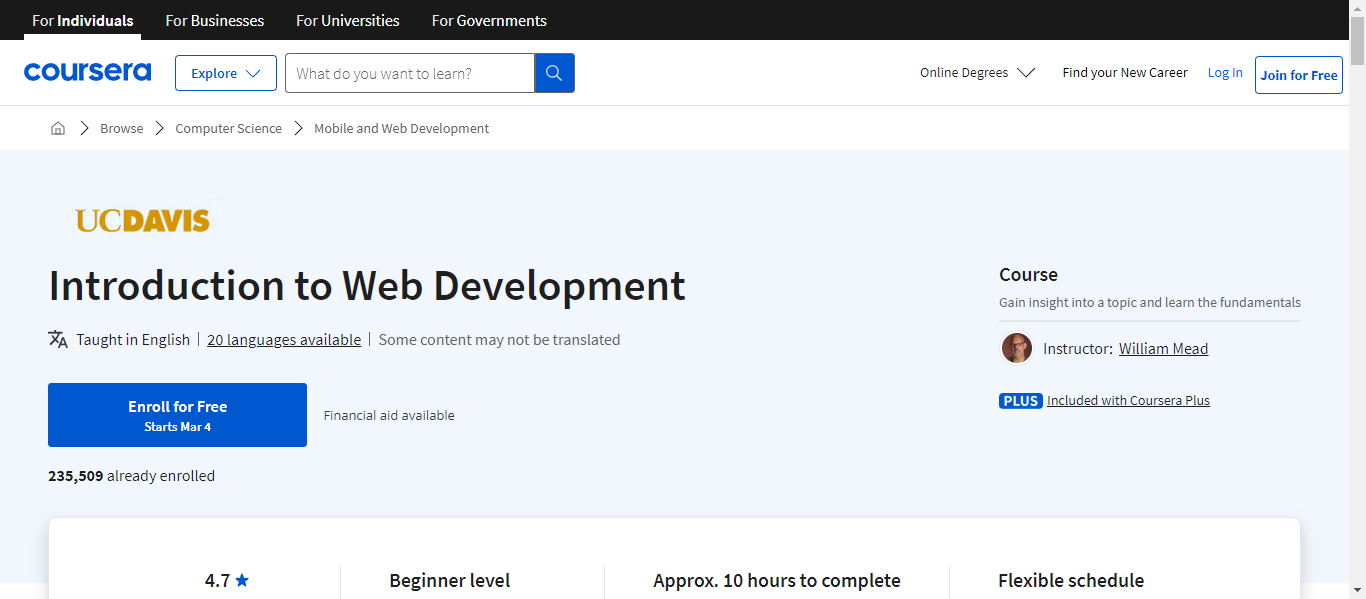 For Individuals For Businesses For Universities For Governments
coursera Explore What do you want to learn? Online Degrees Find your New Career Log In Join for Free
Browse Computer Science Mobile and Web Development
UCDAVIS
Introduction to Web Development
Taught in English | 20 languages available | Some content may not be translated
Enroll for Free
Starts Mar 4
Financial aid available
235,509 already enrolled
Course
Gain insight into a topic and learn the fundamentals
Instructor: William Mead
PLUS Included with Coursera Plus
4.7 Beginner level Approx. 10 hours to complete Flexible schedule